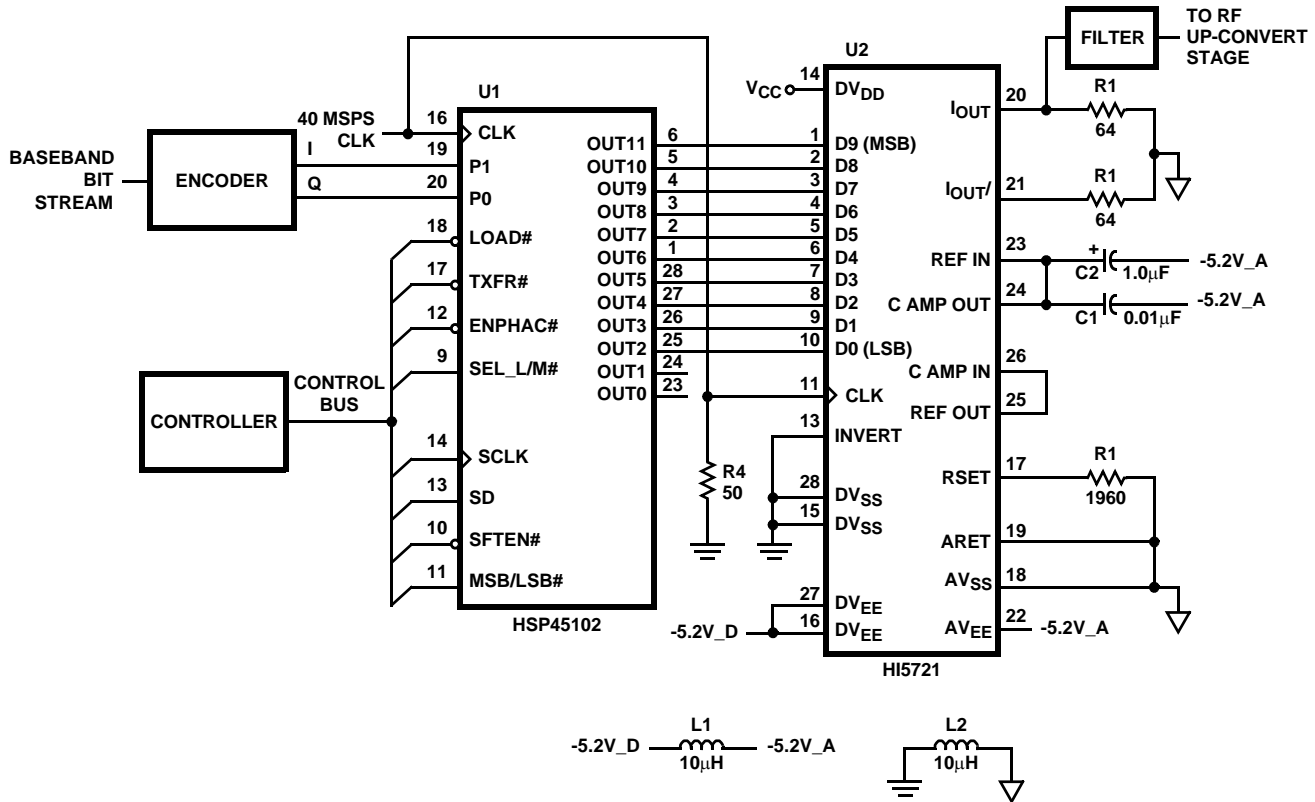 TO RF
UP-CONVERT
STAGE
FILTER
U2
U1
40 MSPS
CLK
BASEBAND
BIT
STREAM
ENCODER
I
Q
CONTROLLER
CONTROL
BUS
16 CLK
19 P1
20 P0
18 LOAD#
17 TXFR#
12 ENPHAC#
9 SEL_L/M#
14 SCLK
13 SD
10 SFTEN#
11 MSB/LSB#
OUT11 6
OUT10 5
OUT9 4
OUT8 3
OUT7 2
OUT6 1
OUT5 28
OUT4 27
OUT3 26
OUT2 25
OUT1 24
OUT0 23
HSP45102
R4
50
VCC 14 DVDD
1 D9 (MSB)
2 D8
3 D7
4 D6
5 D5
6 D4
7 D3
8 D2
9 D1
10 D0 (LSB)
11 CLK
13 INVERT
28 DVSS
15 DVSS
27 DVEE
-5.2V_D 16 DVEE
IOUT 20
R1
64
IOUT/ 21
R1
64
REF IN 23
+
C2 1.0µF
-5.2V_A
C AMP OUT 24
C1 0.01µF
-5.2V_A
C AMP IN 26
REF OUT 25
RSET 17
R1
1960
ARET 19
AVSS 18
AVEE 22 -5.2V_A
HI5721
L1
-5.2V_D -5.2V_A
10µH
L2
10µH